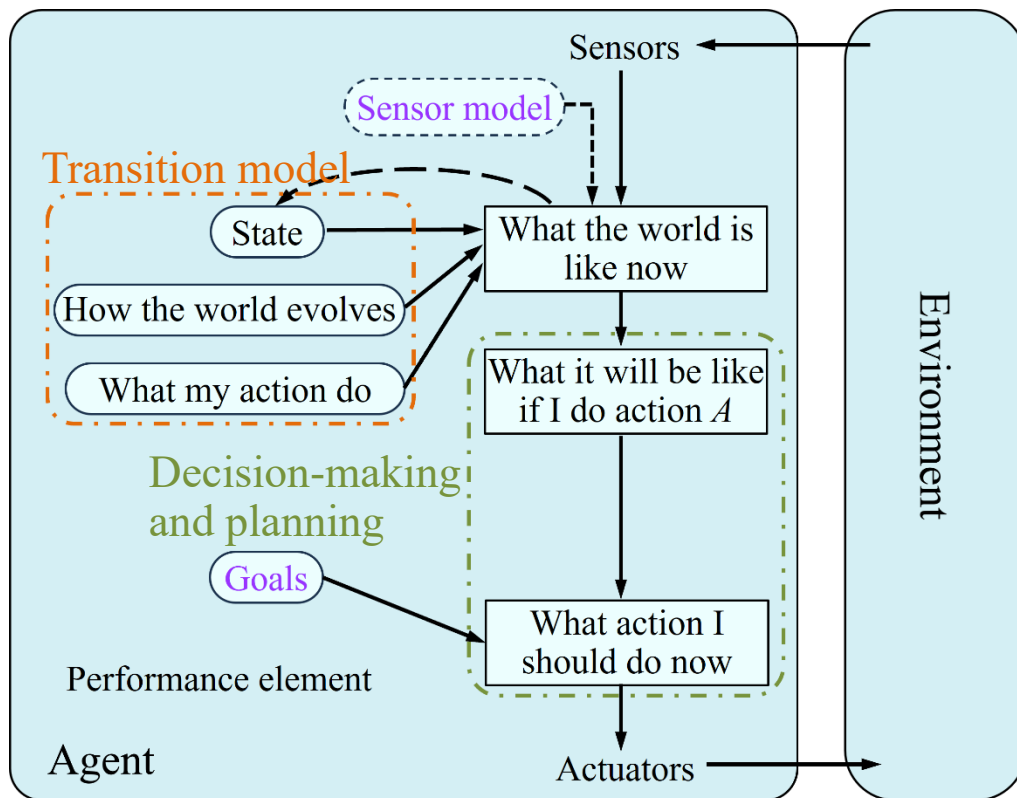 Sensors
Sensor model
Transition model
State
What the world is
like now
How the world evolves
What my action do
What it will be like
if I do action A
Decision-making
and planning
Goals
What action I
should do now
Performance element
Agent
Actuators
Environment